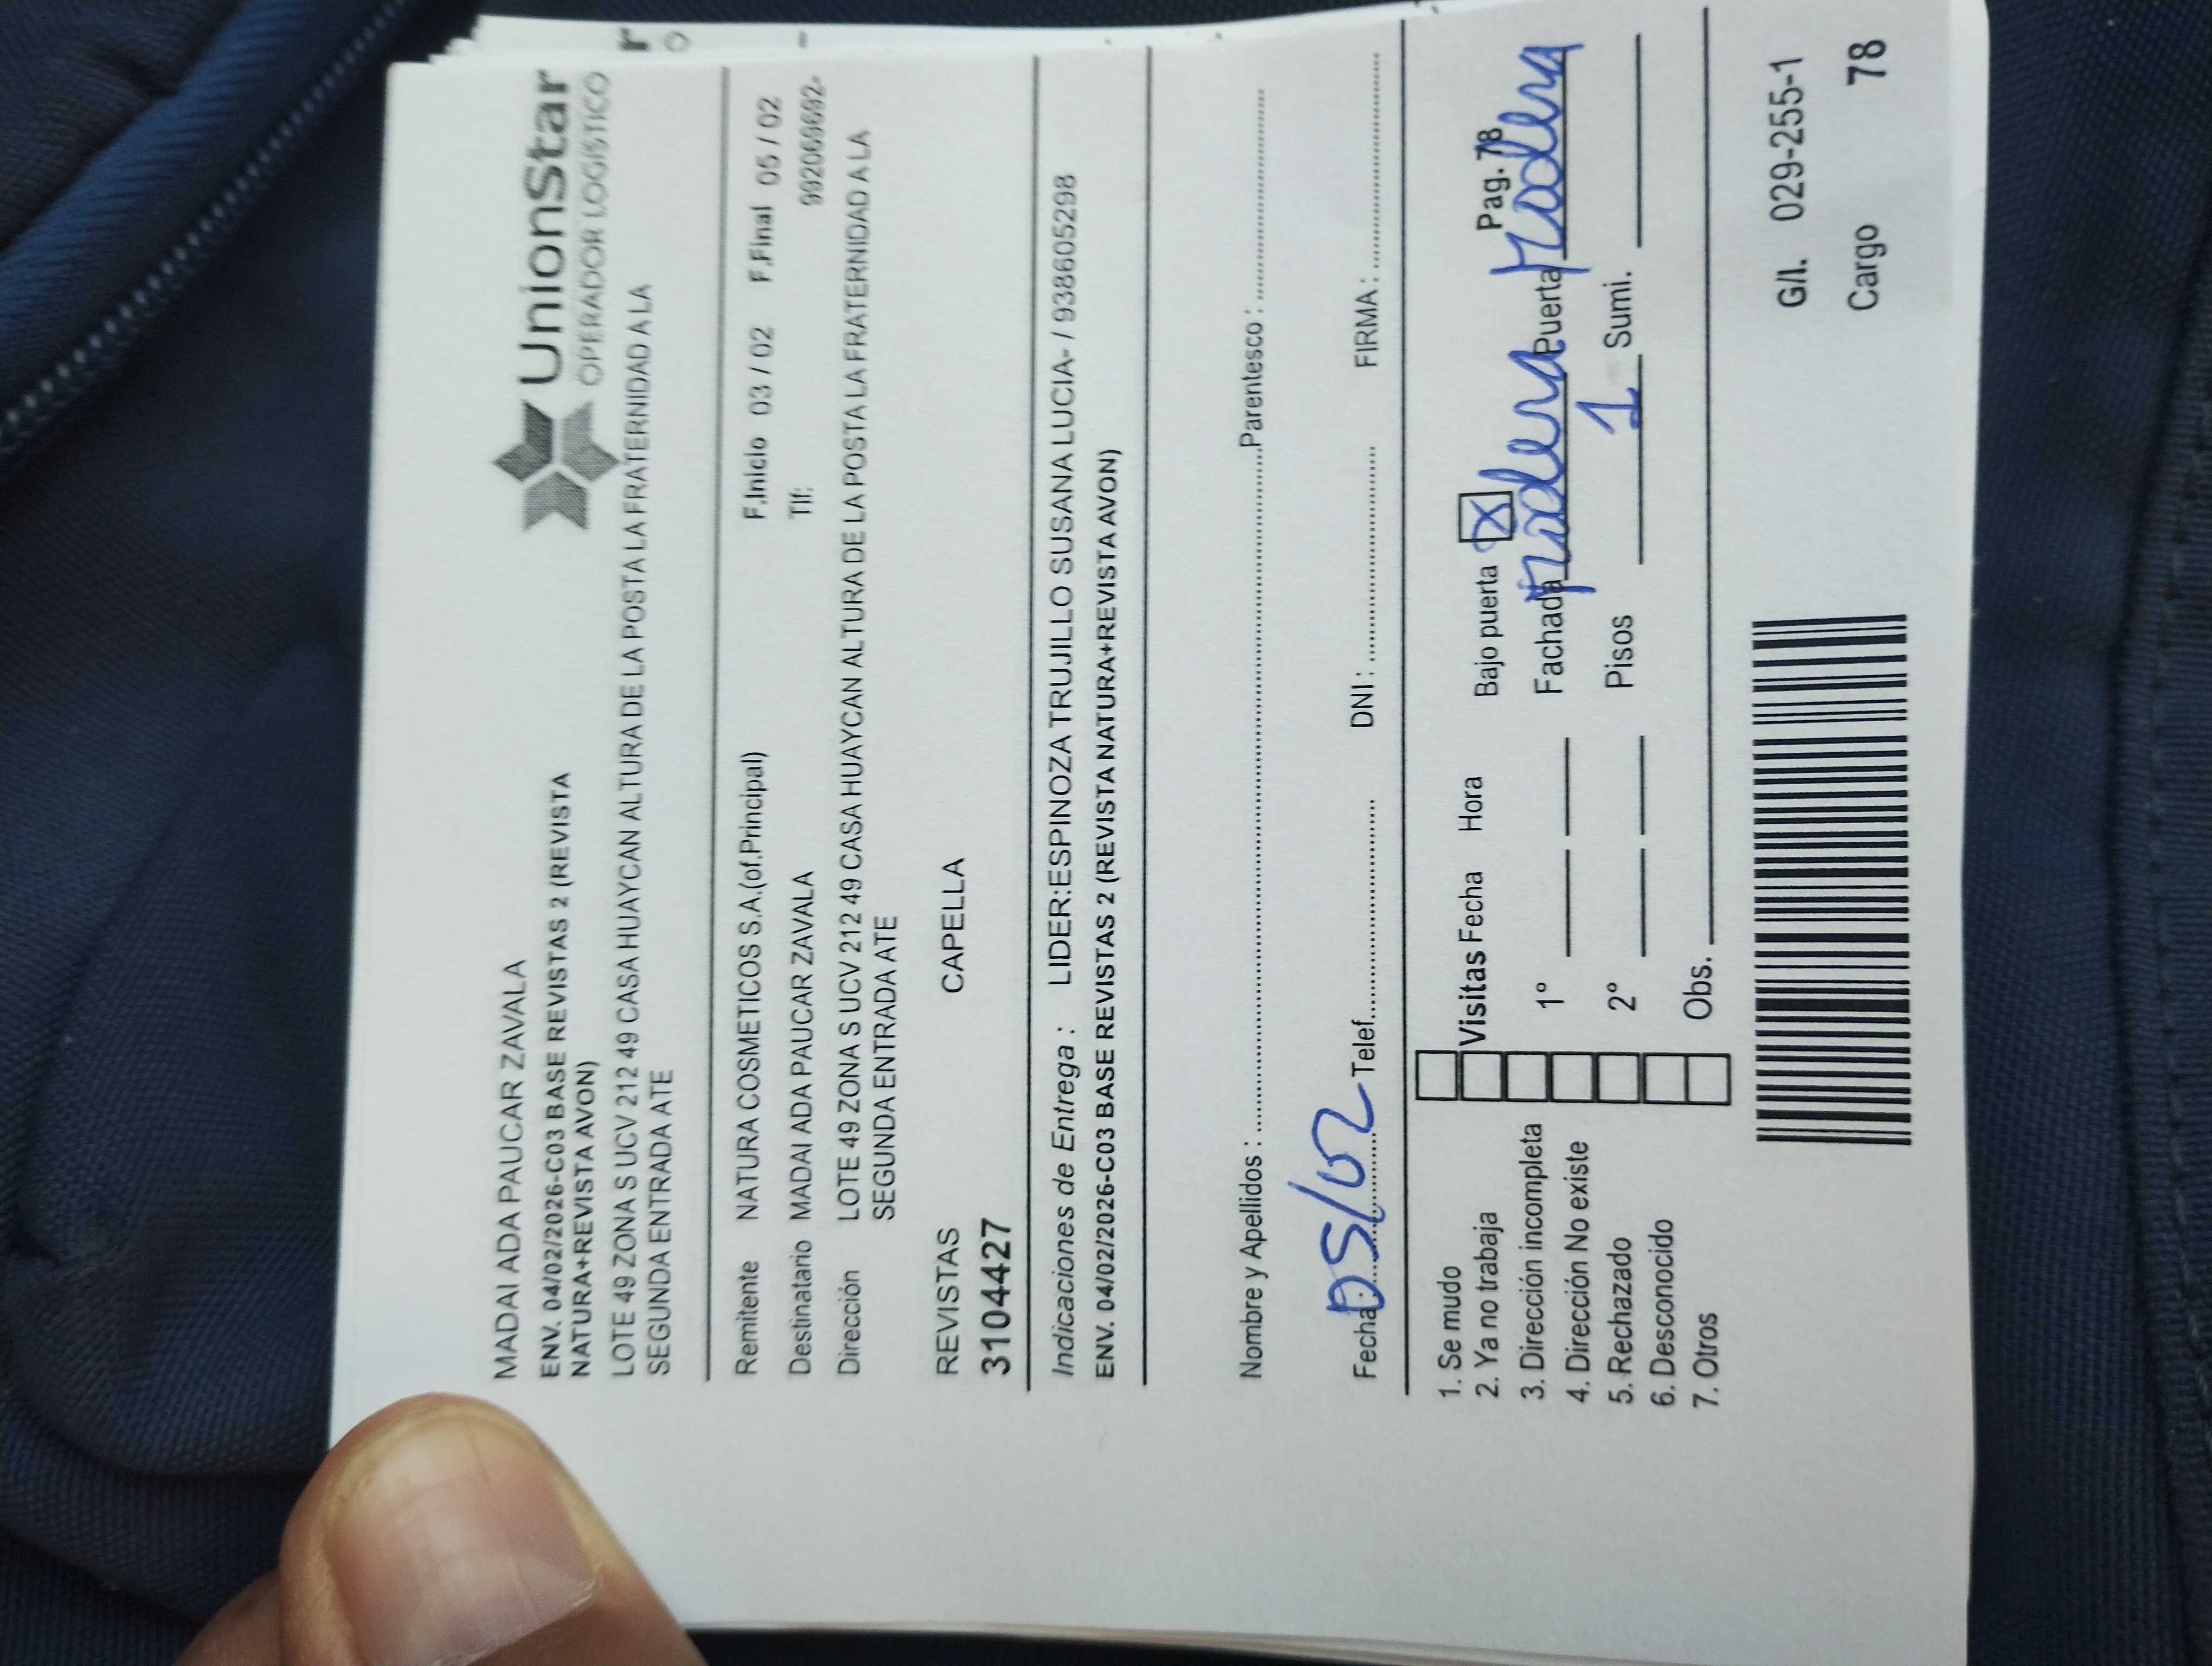 UnionStar
OPERADOR LOGISTICO
MADAI ADA PAUCAR ZAVALA
ENV. 04/02/2026-C03 BASE REVISTAS 2 (REVISTA
NATURA+REVISTA AVON)
LOTE 49 ZONA S UCV 212 49 CASA HUAYCAN ALTURA DE LA POSTA LA FRATERNIDAD A LA
SEGUNDA ENTRADA ATE
Remitente NATURA COSMETICOS S.A.(of.Principal) F.Inicio 03 / 02 F.Final 05 / 02
Destinatario MADAI ADA PAUCAR ZAVALA Tlf: 992069692-
Dirección LOTE 49 ZONA S UCV 212 49 CASA HUAYCAN ALTURA DE LA POSTA LA FRATERNIDAD A LA
SEGUNDA ENTRADA ATE
REVISTAS CAPELLA
3104427
Indicaciones de Entrega : LIDER:ESPINOZA TRUJILLO SUSANA LUCIA- / 938605298
ENV. 04/02/2026-C03 BASE REVISTAS 2 (REVISTA NATURA+REVISTA AVON)
Nombre y Apellidos : Parentesco :
Fecha : 05/02 Telef. DNI : FIRMA :
1. Se mudo
2. Ya no trabaja Visitas Fecha Hora Bajo puerta X Pag. 78
3. Dirección incompleta 1° Fachada madera Puerta madera
4. Dirección No existe
5. Rechazado 2° Pisos 1 Sumi.
6. Desconocido
7. Otros Obs.
G/I. 029-255-1
Cargo 78